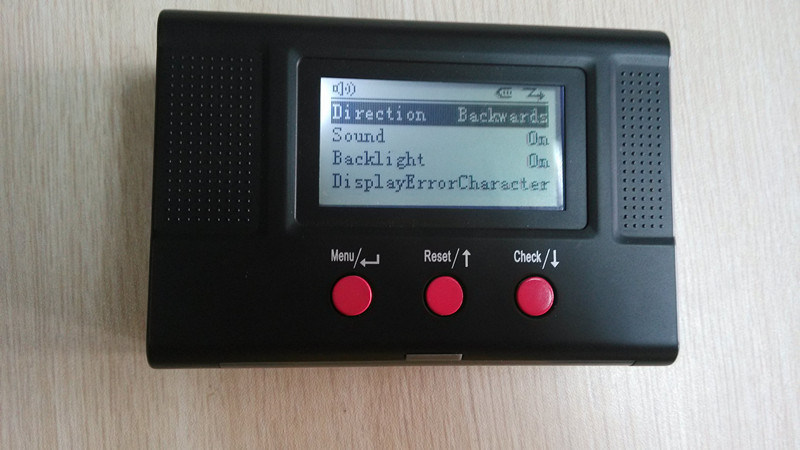 Direction Backwards
Sound On
Backlight On
DisplayErrorCharacter
Menu/↵ Reset/↑ Check/↓